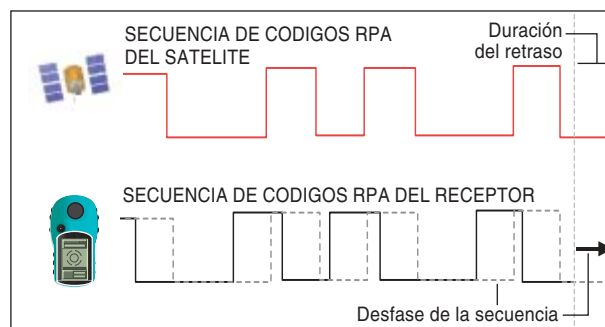 SECUENCIA DE CODIGOS RPA
DEL SATELITE
Duración
del retraso
SECUENCIA DE CODIGOS RPA DEL RECEPTOR
Desfase de la secuencia